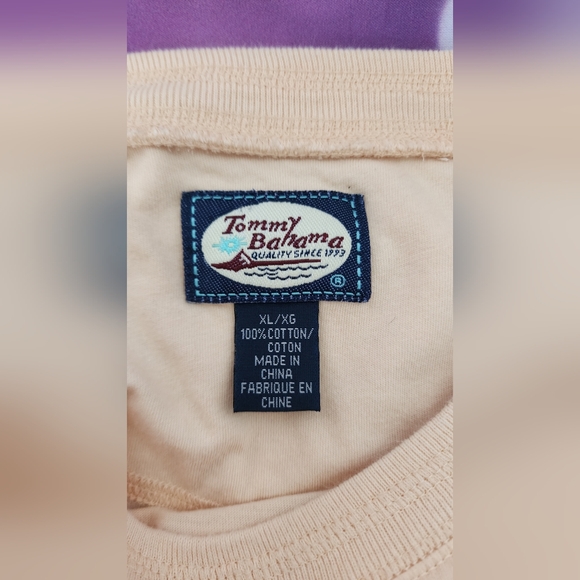 Tommy
Bahama
QUALITY SINCE 1993
®
XL/XG
100% COTTON/
COTON
MADE IN
CHINA
FABRIQUE EN
CHINE